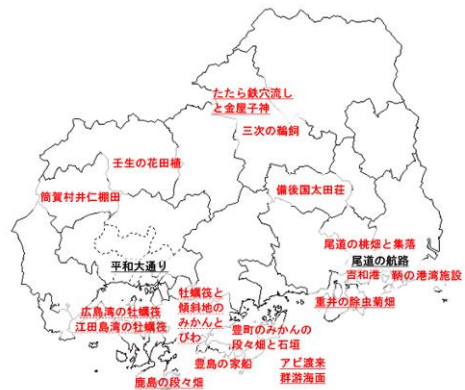 たたら鉄穴流し
と金屋子神
三次の鵜飼
壬生の花田植
筒賀村井仁棚田
備後国太田荘
尾道の桃畑と集落
平和大通り
尾道の航路
吉和港
鞆の港湾施設
牡蠣筏と
傾斜地の
みかんと
びわ
広島湾の牡蠣筏
江田島湾の牡蠣筏
重井の除虫菊畑
豊町のみかんの
段々畑と石垣
豊島の家船
アビ渡来
群游海面
鹿島の段々畑